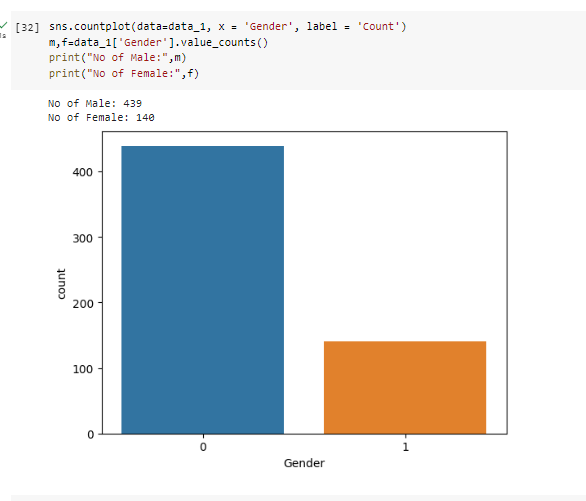 [32] sns.countplot(data=data_1, x = 'Gender', label = 'Count')
m,f=data_1['Gender'].value_counts()
print("No of Male:",m)
print("No of Female:",f)
No of Male: 439
No of Female: 140
400
300
200
100
0
count
0 1
Gender